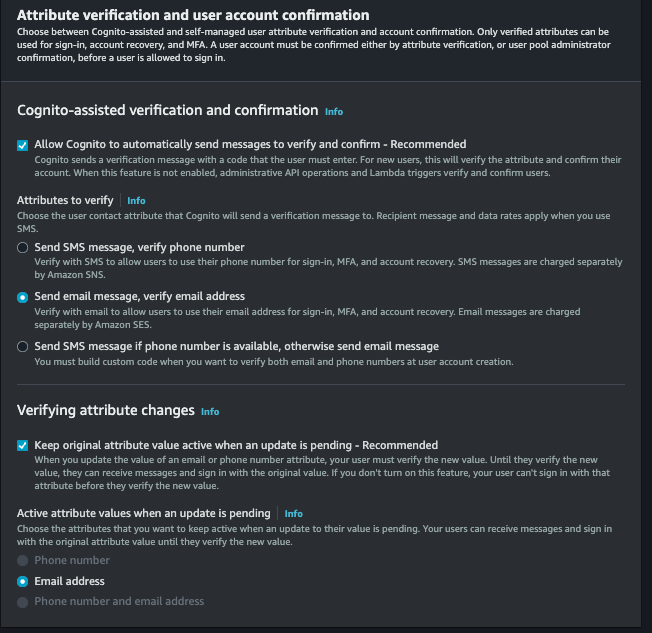 Attribute verification and user account confirmation
Choose between Cognito-assisted and self-managed user attribute verification and account confirmation. Only verified attributes can be
used for sign-in, account recovery, and MFA. A user account must be confirmed either by attribute verification, or user pool administrator
confirmation, before a user is allowed to sign in.
Cognito-assisted verification and confirmation Info
Allow Cognito to automatically send messages to verify and confirm - Recommended
Cognito sends a verification message with a code that the user must enter. For new users, this will verify the attribute and confirm their
account. When this feature is not enabled, administrative API operations and Lambda triggers verify and confirm users.
Attributes to verify Info
Choose the user contact attribute that Cognito will send a verification message to. Recipient message and data rates apply when you use
SMS.
Send SMS message, verify phone number
Verify with SMS to allow users to use their phone number for sign-in, MFA, and account recovery. SMS messages are charged separately
by Amazon SNS.
Send email message, verify email address
Verify with email to allow users to use their email address for sign-in, MFA, and account recovery. Email messages are charged
separately by Amazon SES.
Send SMS message if phone number is available, otherwise send email message
You must build custom code when you want to verify both email and phone numbers at user account creation.
Verifying attribute changes Info
Keep original attribute value active when an update is pending - Recommended
When you update the value of an email or phone number attribute, your user must verify the new value. Until they verify the new
value, they can receive messages and sign in with the original value. If you don't turn on this feature, your user can't sign in with that
attribute before they verify the new value.
Active attribute values when an update is pending Info
Choose the attributes that you want to keep active when an update to their value is pending. Your users can receive messages and sign in
with the original attribute value until they verify the new value.
Phone number
Email address
Phone number and email address